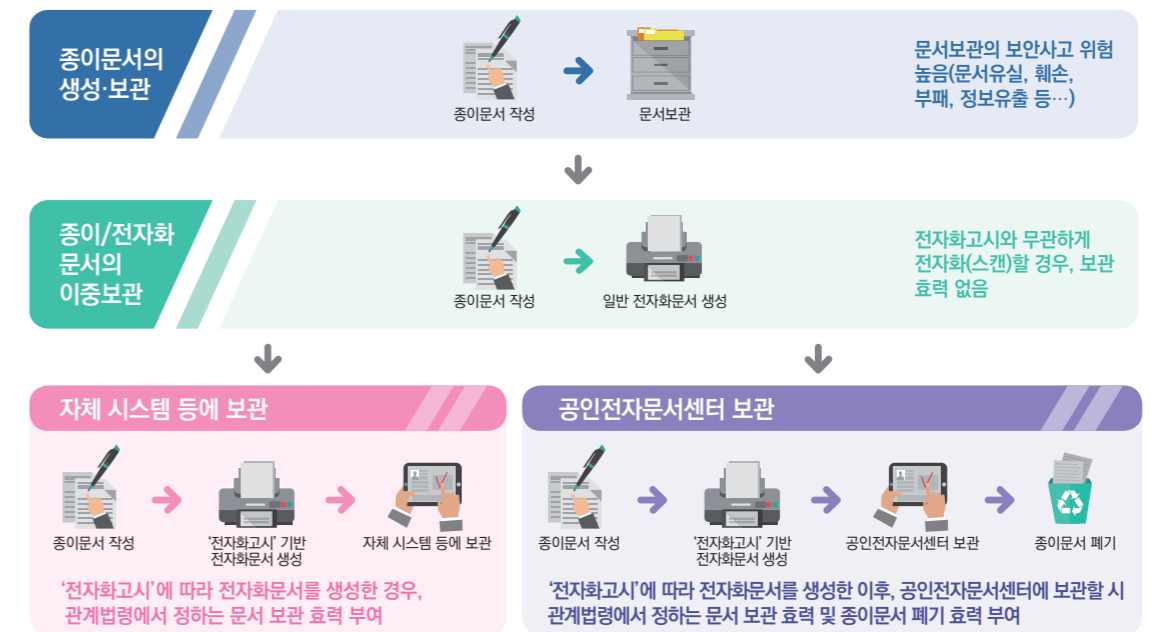 종이문서의
생성·보관
종이문서 작성
문서보관
문서보관의 보안사고 위험
높음(문서유실, 훼손,
부패, 정보유출 등…)
종이/전자화
문서의
이중보관
종이문서 작성
일반 전자화문서 생성
전자화고시와 무관하게
전자화(스캔)할 경우, 보관
효력 없음
자체 시스템 등에 보관
종이문서 작성
‘전자화고시’ 기반
전자화문서 생성
자체 시스템 등에 보관
‘전자화고시’에 따라 전자화문서를 생성한 경우,
관계법령에서 정하는 문서 보관 효력 부여
공인전자문서센터 보관
종이문서 작성
‘전자화고시’ 기반
전자화문서 생성
공인전자문서센터 보관
종이문서 폐기
‘전자화고시’에 따라 전자화문서를 생성한 이후, 공인전자문서센터에 보관할 시
관계법령에서 정하는 문서 보관 효력 및 종이문서 폐기 효력 부여